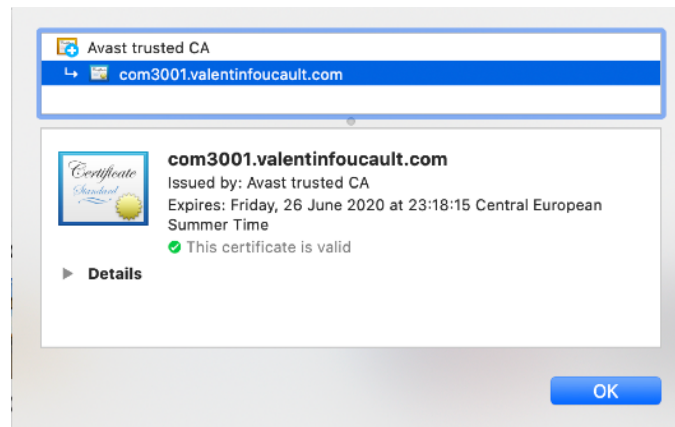 Avast trusted CA
com3001.valentinfoucault.com
Certificate
Standard
com3001.valentinfoucault.com
Issued by: Avast trusted CA
Expires: Friday, 26 June 2020 at 23:18:15 Central European
Summer Time
This certificate is valid
Details
OK